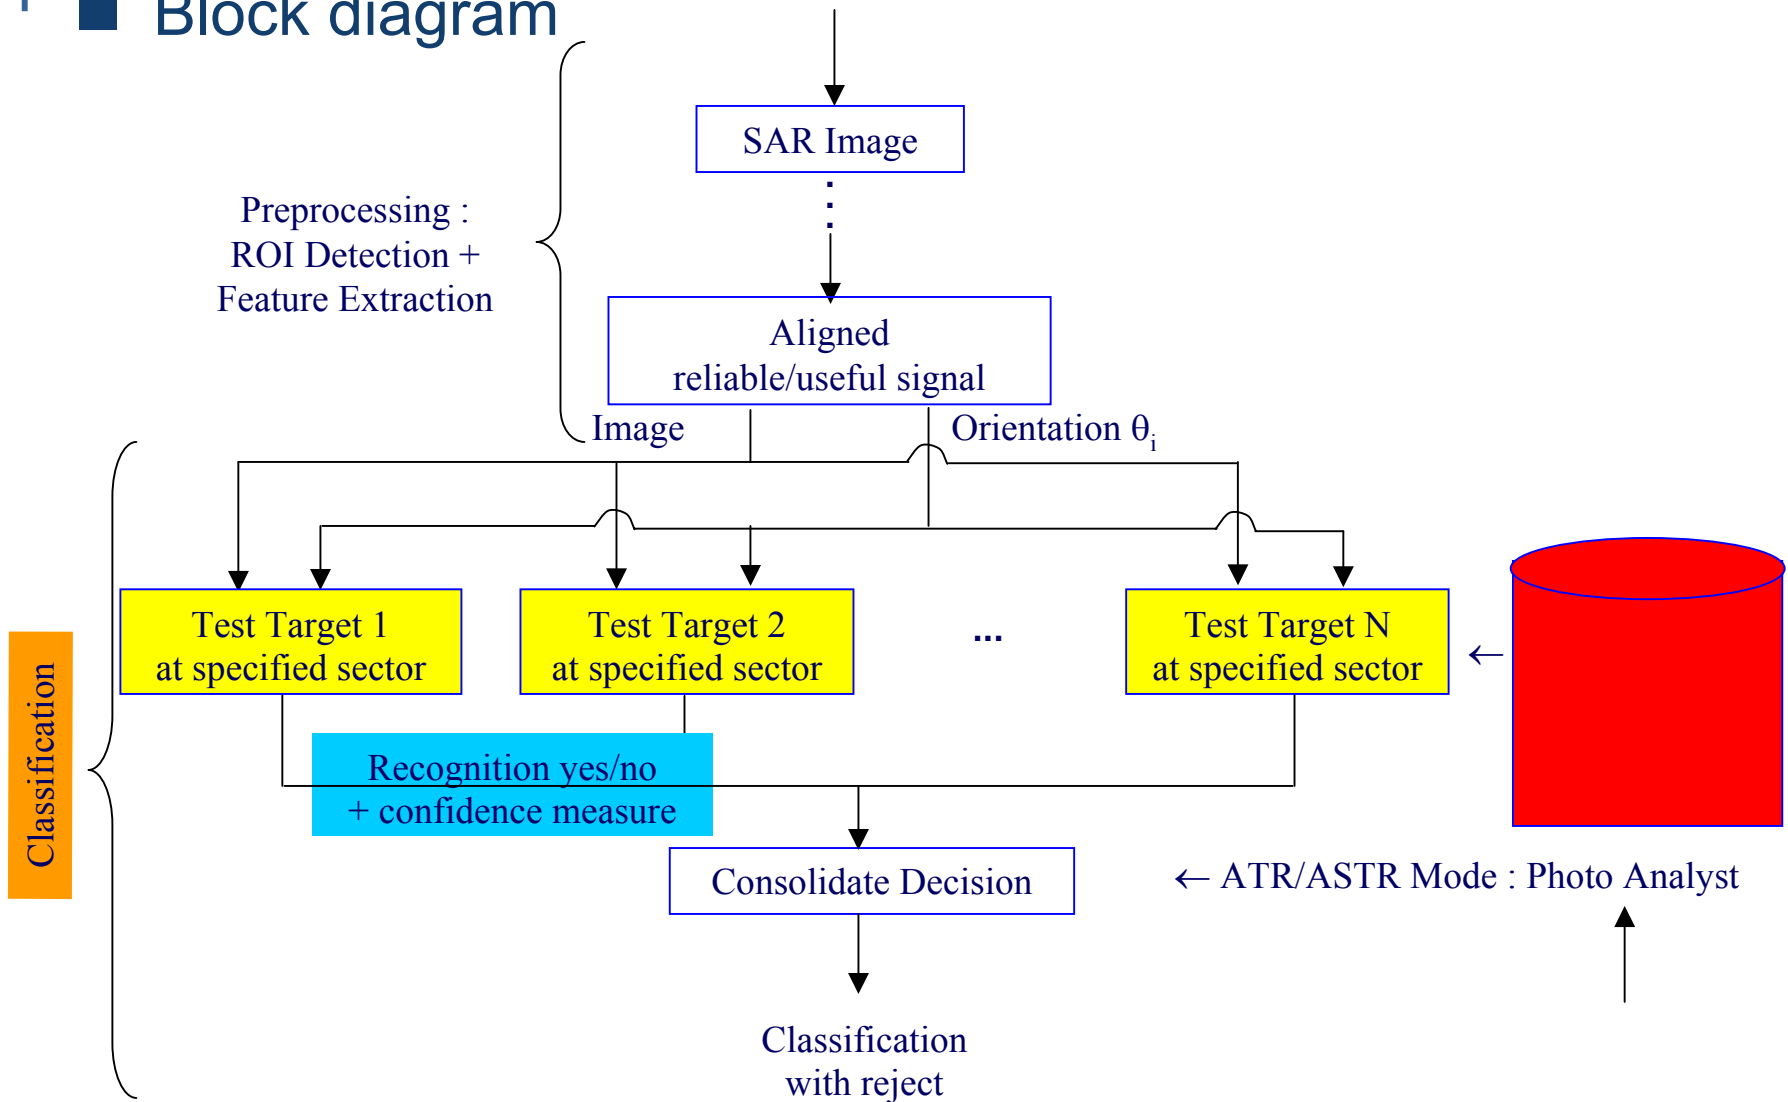 Block diagram
SAR Image
Preprocessing :
ROI Detection +
Feature Extraction
Aligned
reliable/useful signal
Image
Orientation θi
Test Target 1
at specified sector
Test Target 2
at specified sector
...
Test Target N
at specified sector
←
Classification
Recognition yes/no
+ confidence measure
Consolidate Decision
← ATR/ASTR Mode : Photo Analyst
Classification
with reject